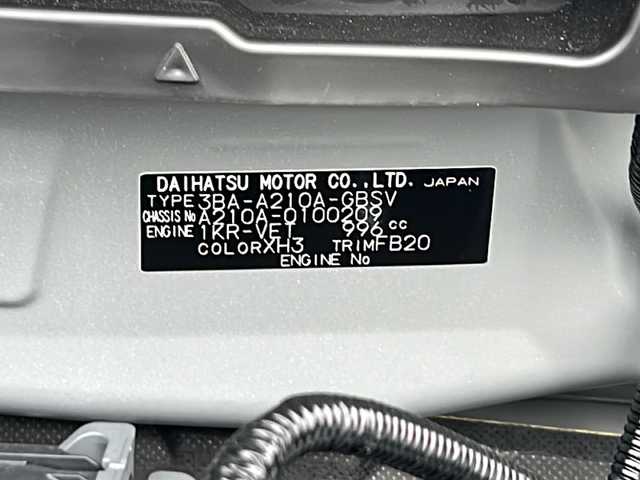 DAIHATSU MOTOR CO.,LTD. JAPAN
TYPE 3BA-A210A-GBSV
CHASSIS No A210A-0100209
ENGINE 1KR-VET 996 cc
COLOR XH3 TRIM FB20
ENGINE No